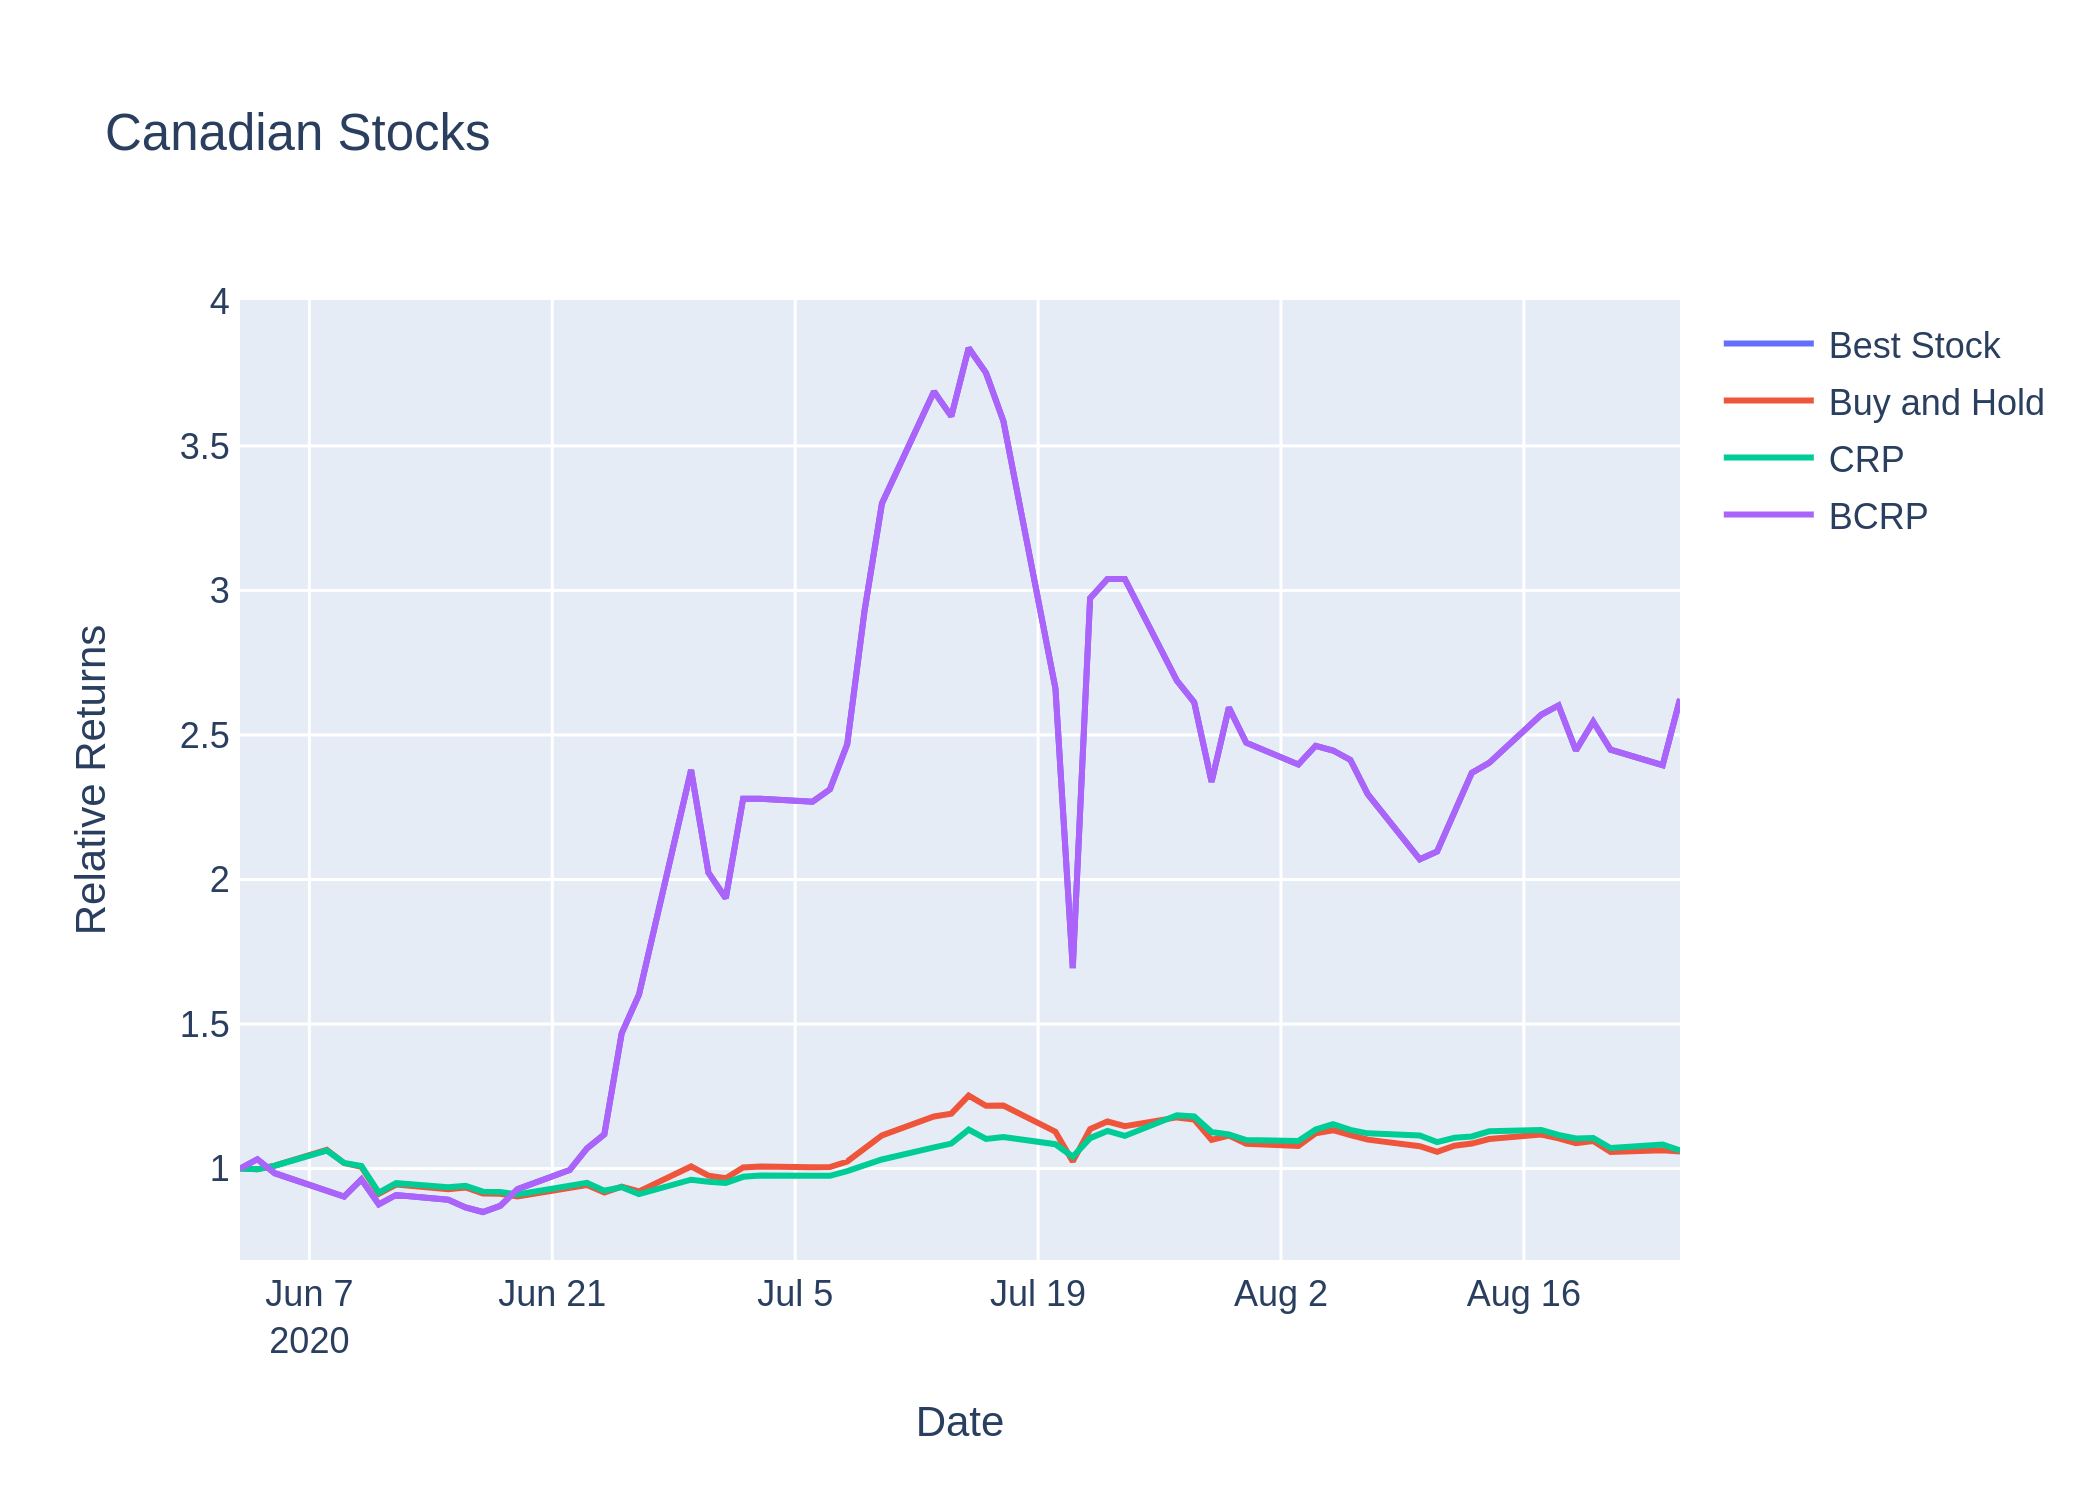 Canadian Stocks
4
3.5
3
2.5
2
1.5
1
Relative Returns
Jun 7
2020
Jun 21
Jul 5
Jul 19
Aug 2
Aug 16
Date
Best Stock
Buy and Hold
CRP
BCRP